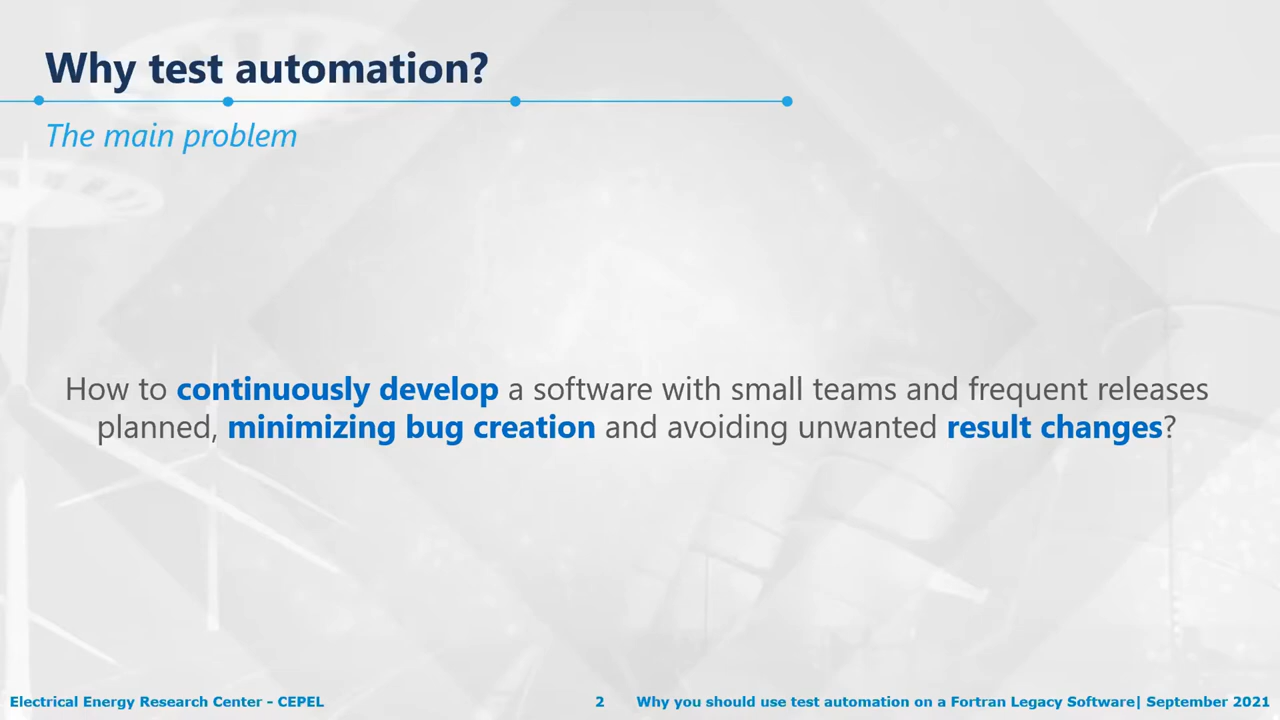 Why test automation?
The main problem
How to continuously develop a software with small teams and frequent releases
planned, minimizing bug creation and avoiding unwanted result changes?
Electrical Energy Research Center - CEPEL
2
Why you should use test automation on a Fortran Legacy Software| September 2021